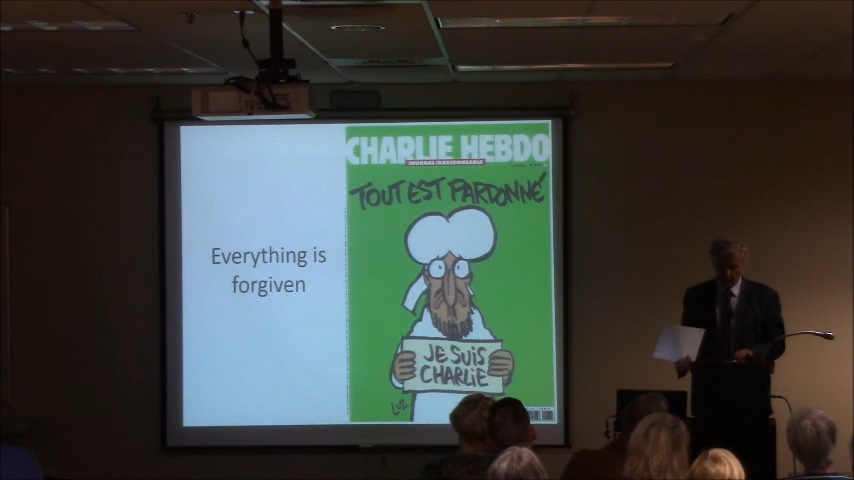 Everything is
forgiven
CHARLIE HEBDO
JOURNAL IRRESPONSABLE
TOUT EST PARDONNÉ
JE SUIS
CHARLIE
LUZ